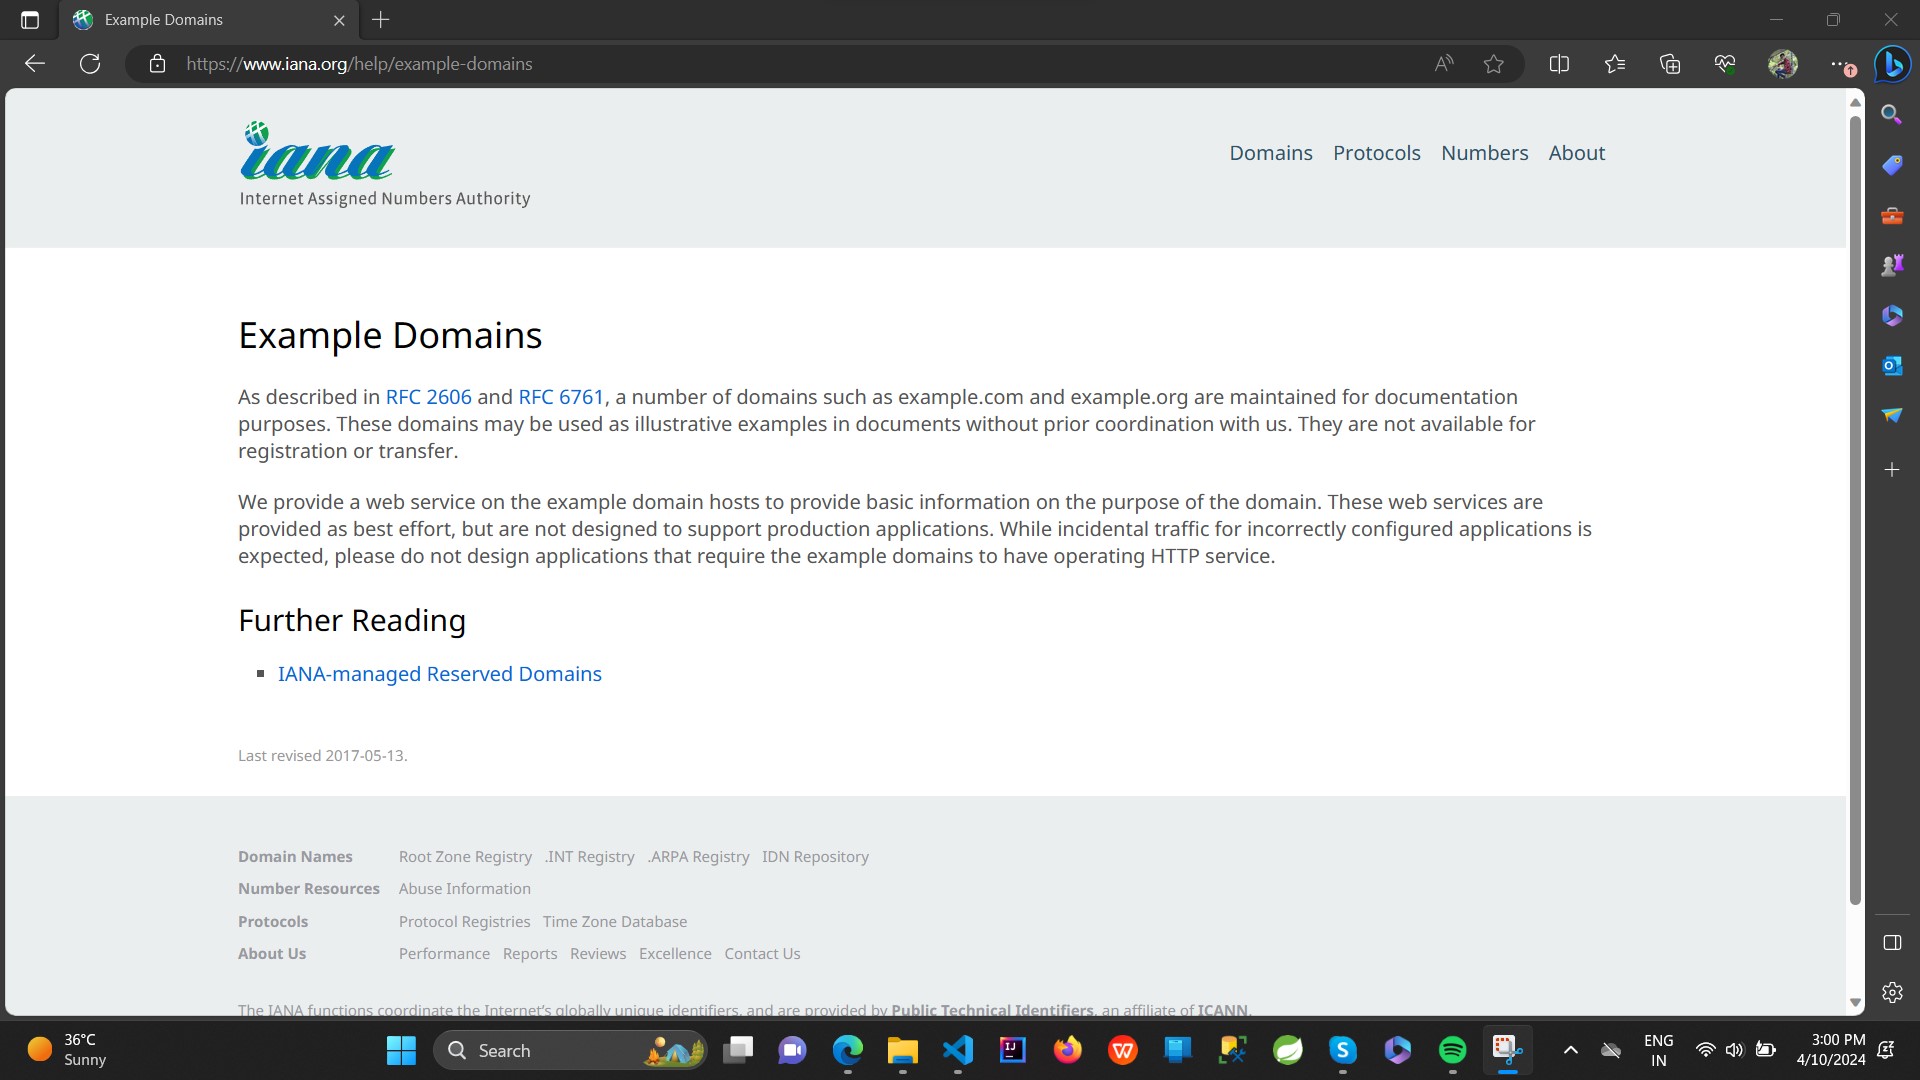 Example Domains
https://www.iana.org/help/example-domains
iana
Internet Assigned Numbers Authority
Domains Protocols Numbers About
Example Domains
As described in RFC 2606 and RFC 6761, a number of domains such as example.com and example.org are maintained for documentation
purposes. These domains may be used as illustrative examples in documents without prior coordination with us. They are not available for
registration or transfer.
We provide a web service on the example domain hosts to provide basic information on the purpose of the domain. These web services are
provided as best effort, but are not designed to support production applications. While incidental traffic for incorrectly configured applications is
expected, please do not design applications that require the example domains to have operating HTTP service.
Further Reading
IANA-managed Reserved Domains
Last revised 2017-05-13.
Domain Names Root Zone Registry .INT Registry .ARPA Registry IDN Repository
Number Resources Abuse Information
Protocols Protocol Registries Time Zone Database
About Us Performance Reports Reviews Excellence Contact Us
The IANA functions coordinate the Internet's globally unique identifiers, and are provided by Public Technical Identifiers, an affiliate of ICANN.
36°C
Sunny
Search
ENG
IN
3:00 PM
4/10/2024